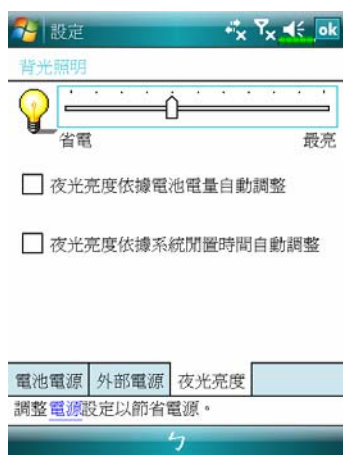 設定 ok
背光照明
省電 最亮
夜光亮度依據電池電量自動調整
夜光亮度依據系統閒置時間自動調整
電池電源 外部電源 夜光亮度
調整電源設定以節省電源。
ㄅ